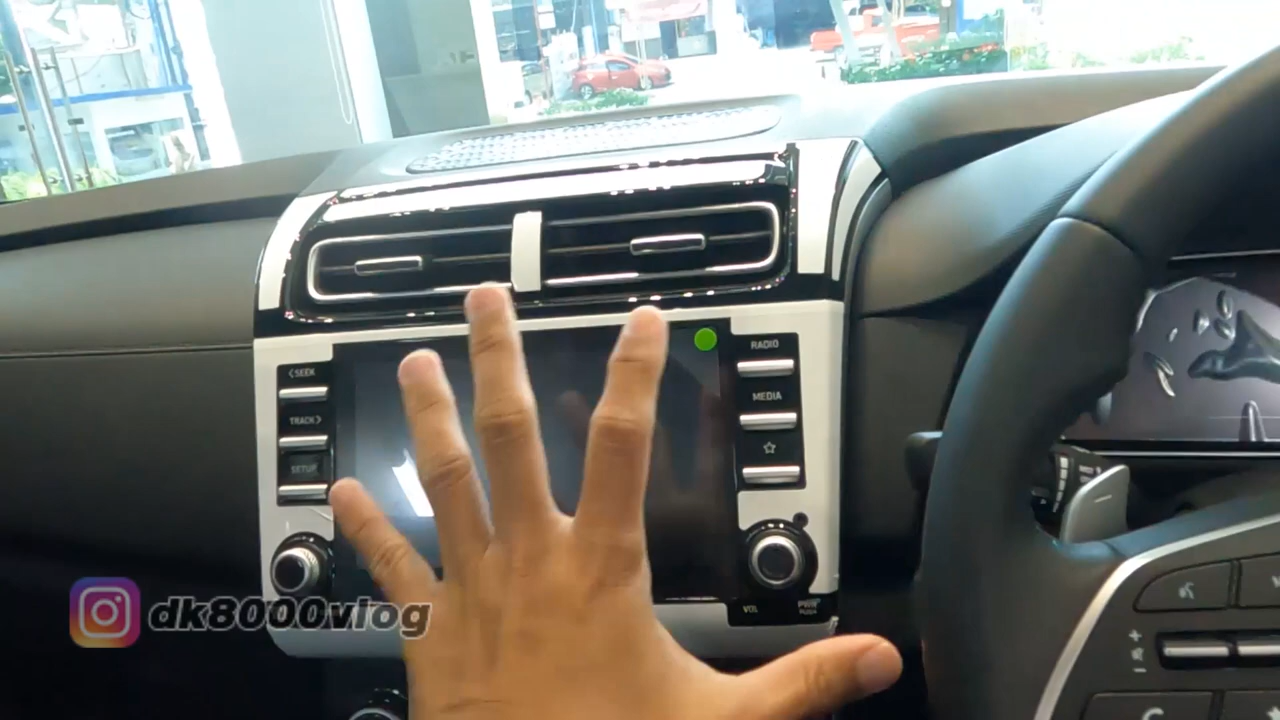 RADIO
<SEEK
MEDIA
TRACK>
SETUP
dk8000vlog
VOL
PWR
PUSH